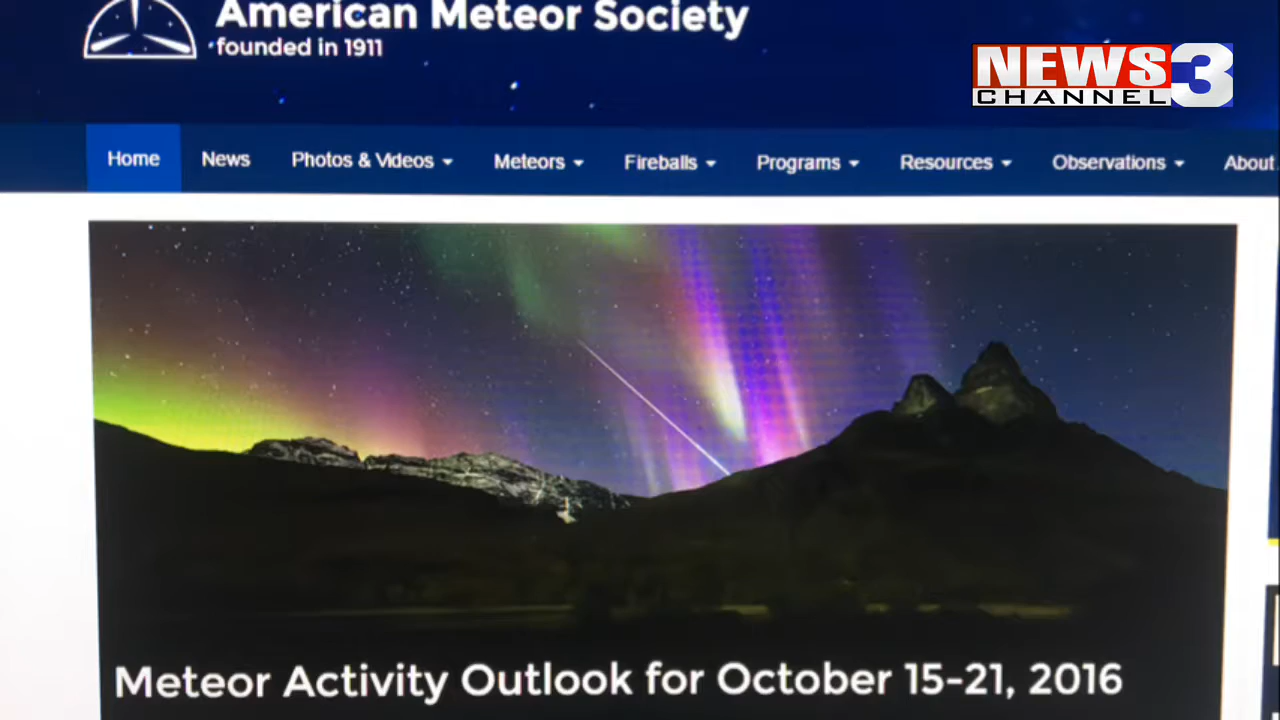 American Meteor Society
founded in 1911
NEWS
CHANNEL 3
Home News Photos & Videos Meteors Fireballs Programs Resources Observations About
Meteor Activity Outlook for October 15-21, 2016